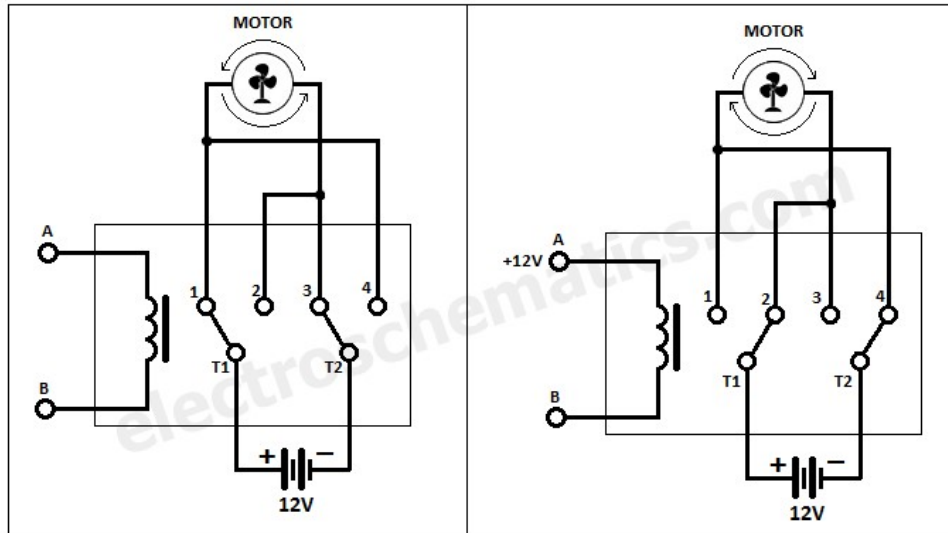 MOTOR
A
1
2
3
4
T1
T2
B
+
−
12V
MOTOR
A
+12V
1
2
3
4
T1
T2
B
+
−
12V
electroschematics.com